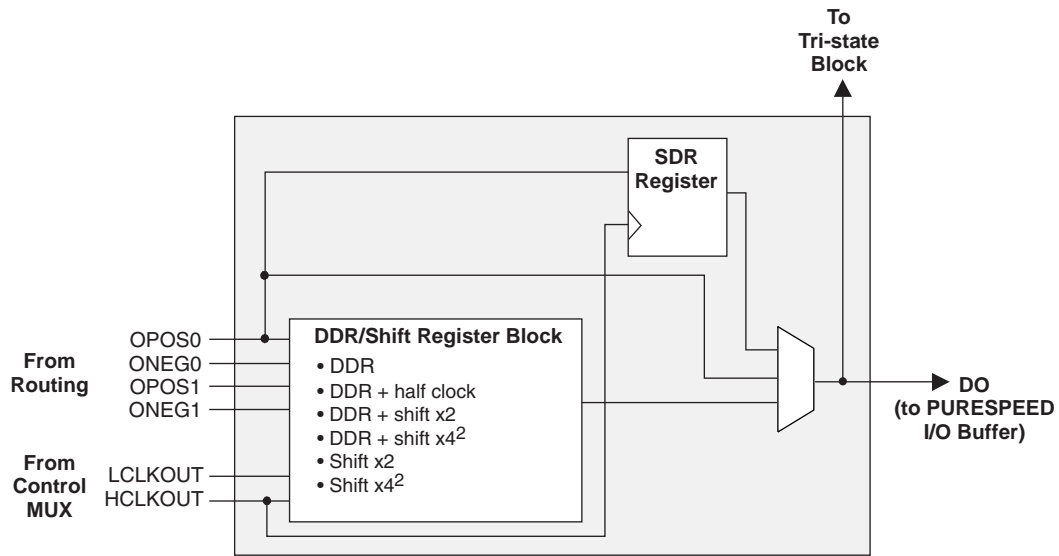 To
Tri-state
Block
SDR
Register
DDR/Shift Register Block
• DDR
• DDR + half clock
• DDR + shift x2
• DDR + shift x4²
• Shift x2
• Shift x4²
From
Routing
OPOS0
ONEG0
OPOS1
ONEG1
From
Control
MUX
LCLKOUT
HCLKOUT
DO
(to PURESPEED
I/O Buffer)